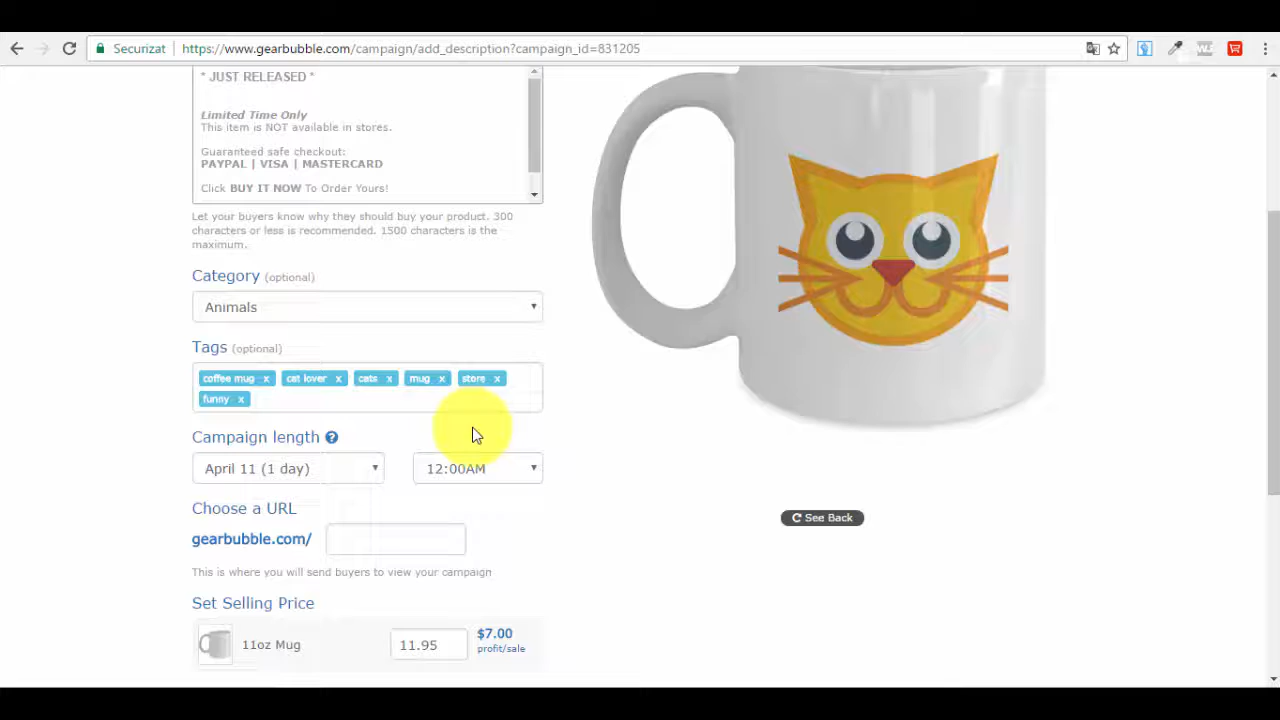 Securizat
https://www.gearbubble.com/campaign/add_description?campaign_id=831205
* JUST RELEASED *
Limited Time Only
This item is NOT available in stores.
Guaranteed safe checkout:
PAYPAL | VISA | MASTERCARD
Click BUY IT NOW To Order Yours!
Let your buyers know why they should buy your product. 300
characters or less is recommended. 1500 characters is the
maximum.
Category (optional)
Animals
Tags (optional)
coffee mug x cat lover x cats x mug x store x
funny x
Campaign length ?
April 11 (1 day) 12:00AM
Choose a URL
gearbubble.com/
This is where you will send buyers to view your campaign
Set Selling Price
11oz Mug 11.95 $7.00
profit/sale
See Back